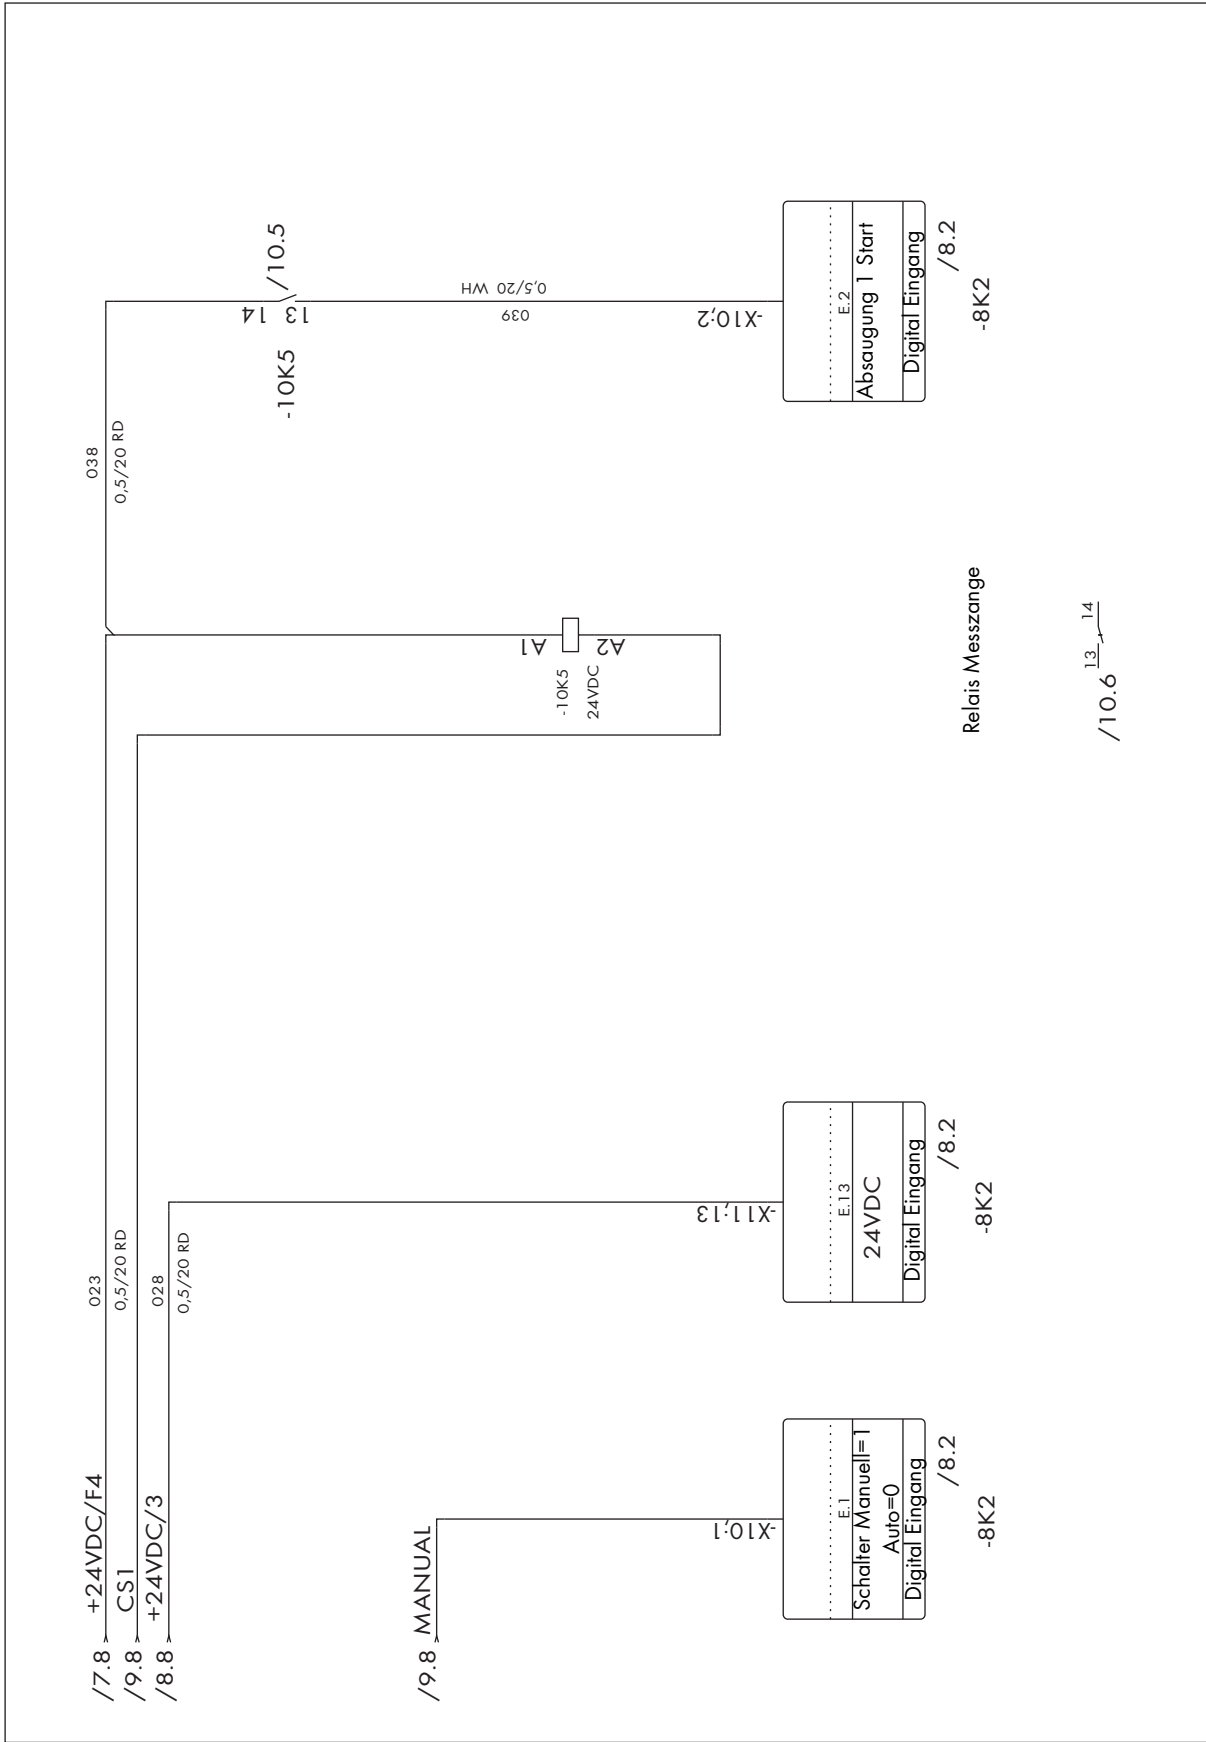 /7.8
+24VDC/F4
023
0,5/20 RD
038
0,5/20 RD
/9.8
CS1
/8.8
+24VDC/3
028
0,5/20 RD
/9.8
MANUAL
-10K5
14
13
/10.5
039
0,5/20 WH
-10K5
24VDC
A1
A2
-X10;1
-X11;13
-X10;2
E.1
Schalter Manuell=1
Auto=0
Digital Eingang
/8.2
-8K2
E.13
24VDC
Digital Eingang
/8.2
-8K2
Relais Messzange
/10.6
13
14
E.2
Absaugung 1 Start
Digital Eingang
/8.2
-8K2